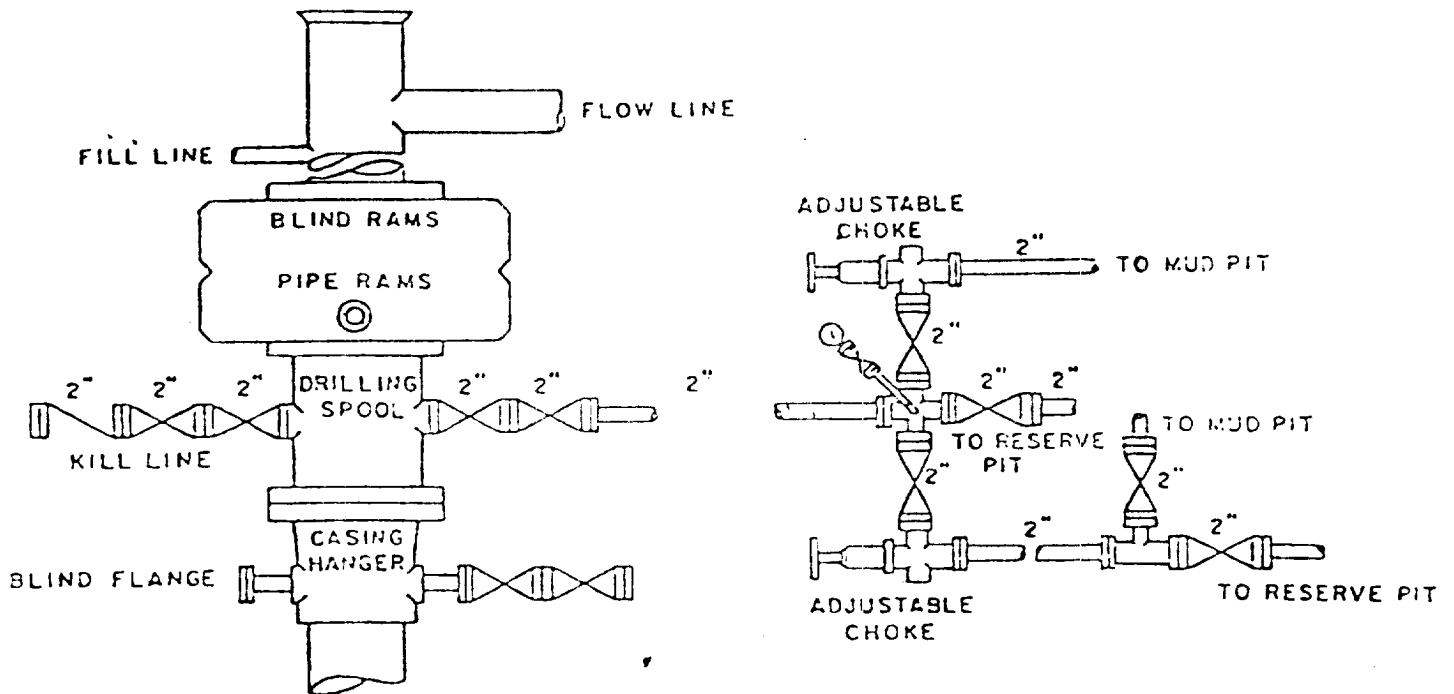 FLOW LINE
FILL LINE
BLIND RAMS
PIPE RAMS
2" 2" 2" DRILLING 2" 2" 2"
SPOOL
KILL LINE
CASING
HANGER
BLIND FLANGE
ADJUSTABLE
CHOKE
2"
TO MUD PIT
2"
2" 2"
TO RESERVE
PIT
TO MUD PIT
2"
2"
2"
2"
TO RESERVE PIT
ADJUSTABLE
CHOKE